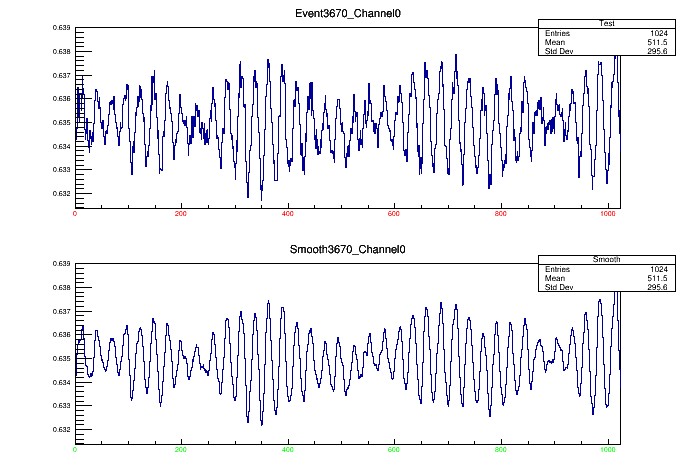 Event3670_Channel0
Test
Entries 1024
Mean 511.5
Std Dev 295.6
0.639
0.638
0.637
0.636
0.635
0.634
0.633
0.632
0 200 400 600 800 1000
Smooth3670_Channel0
Smooth
Entries 1024
Mean 511.5
Std Dev 295.6
0.639
0.638
0.637
0.636
0.635
0.634
0.633
0.632
0 200 400 600 800 1000